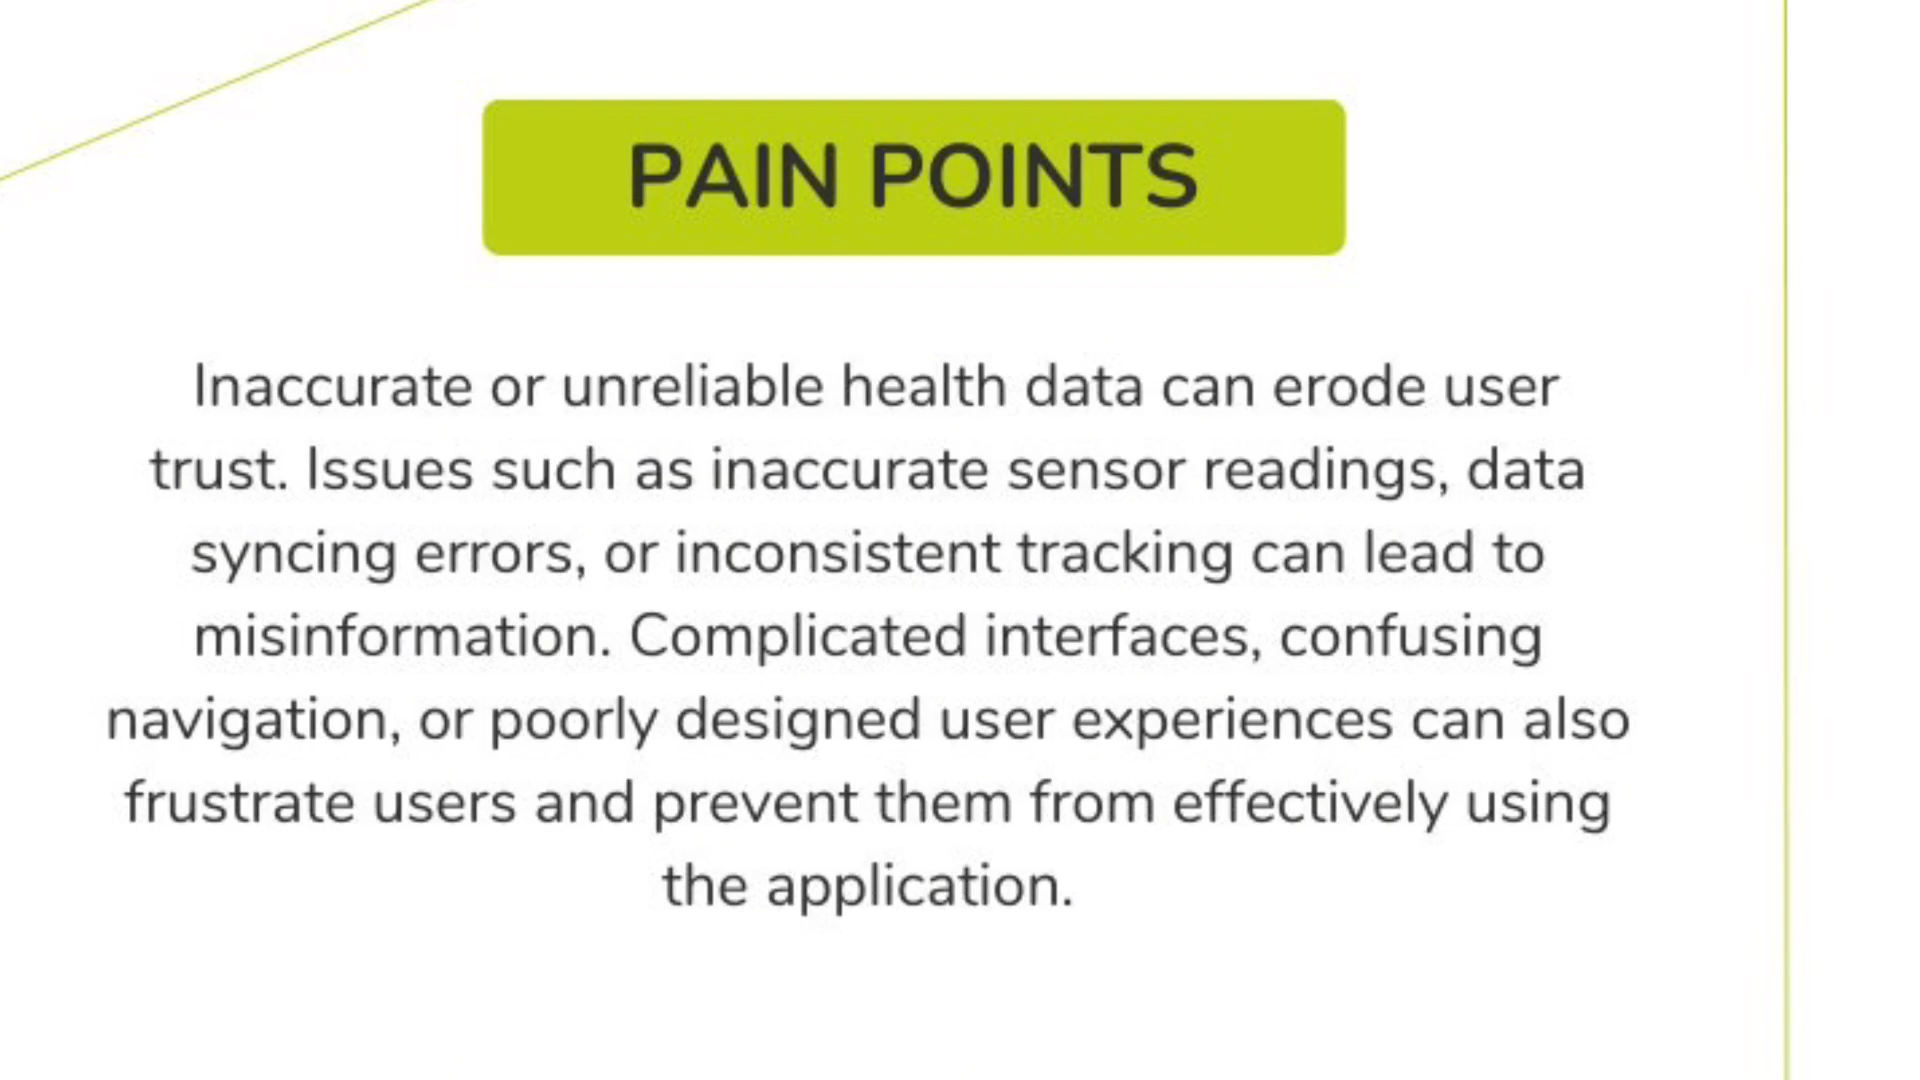 PAIN POINTS
Inaccurate or unreliable health data can erode user
trust. Issues such as inaccurate sensor readings, data
syncing errors, or inconsistent tracking can lead to
misinformation. Complicated interfaces, confusing
navigation, or poorly designed user experiences can also
frustrate users and prevent them from effectively using
the application.